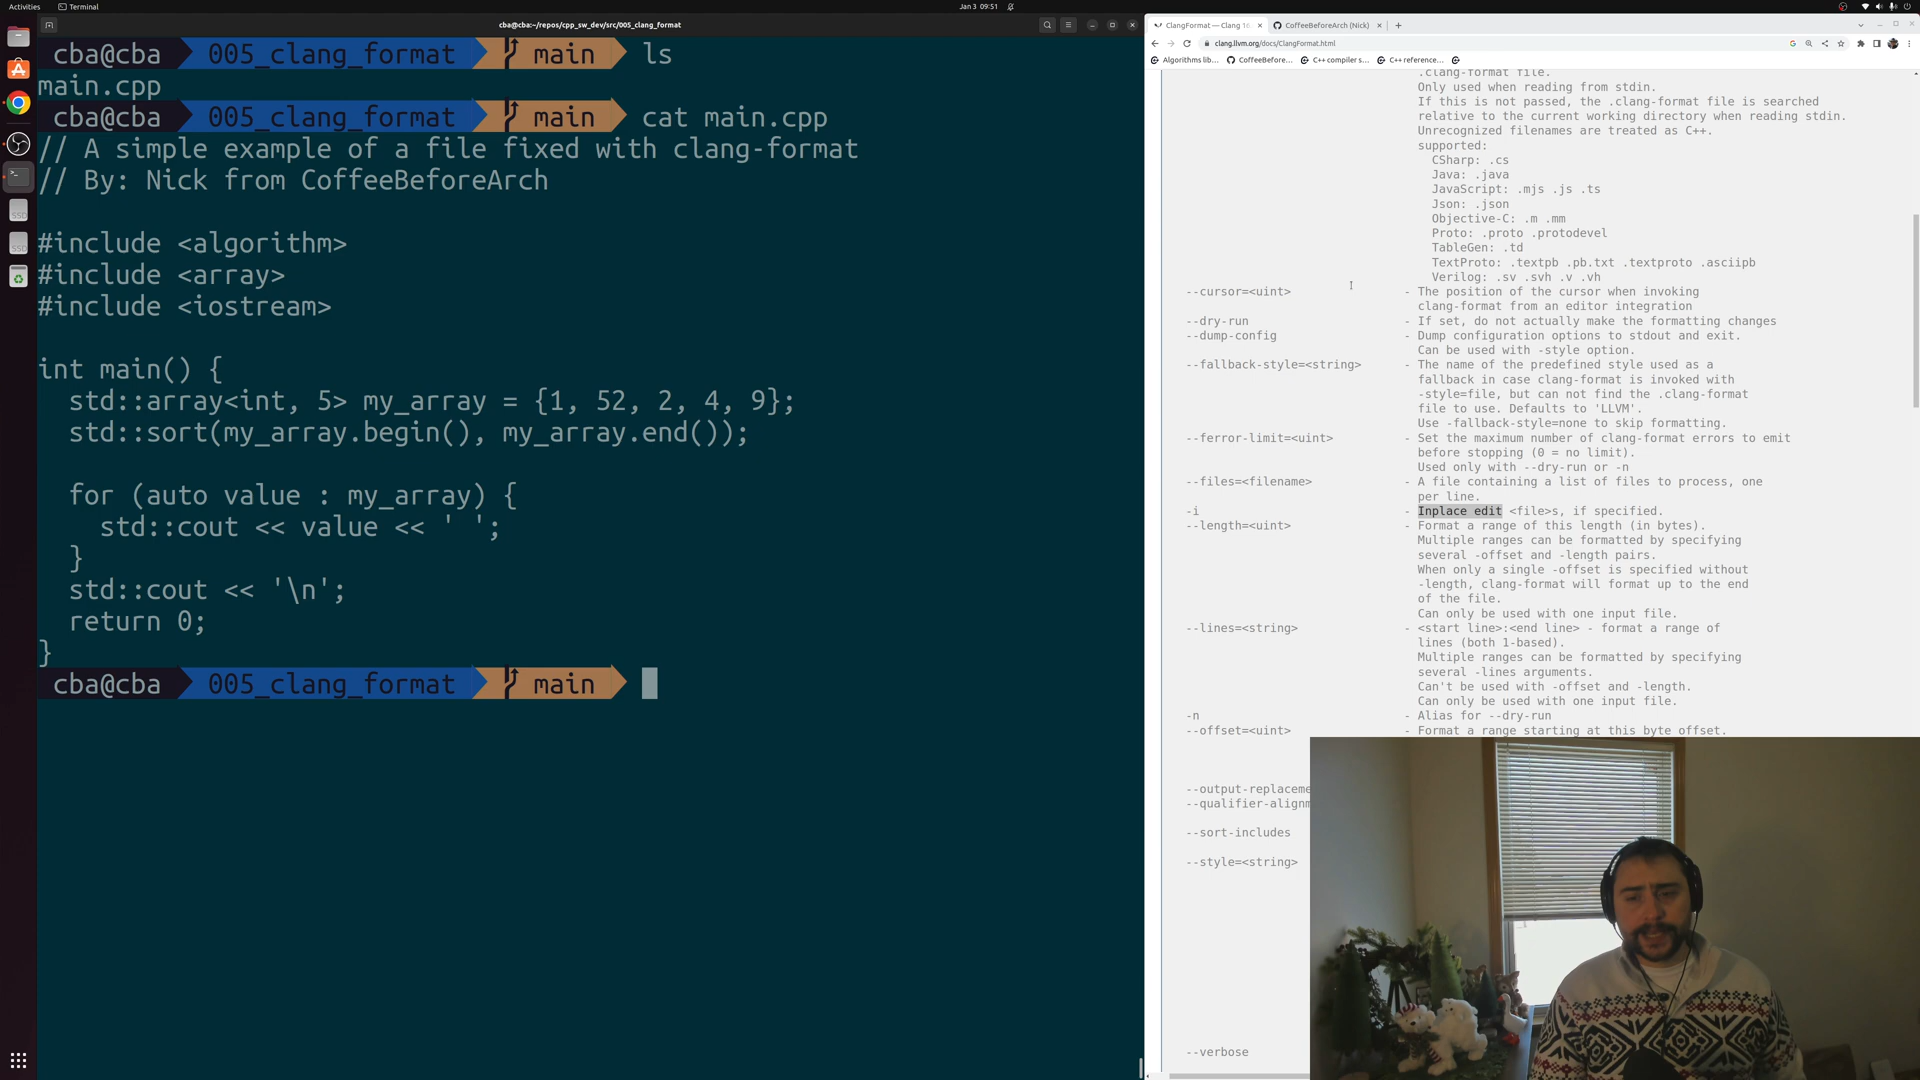 Activities
Terminal
Jan 3 09:51
cba@cba:~/repos/cpp_sw_dev/src/005_clang_format
cba@cba 005_clang_format main ls
main.cpp
cba@cba 005_clang_format main cat main.cpp
// A simple example of a file fixed with clang-format
// By: Nick from CoffeeBeforeArch
#include <algorithm>
#include <array>
#include <iostream>
int main() {
  std::array<int, 5> my_array = {1, 52, 2, 4, 9};
  std::sort(my_array.begin(), my_array.end());
  for (auto value : my_array) {
    std::cout << value << ' ';
  }
  std::cout << '\n';
  return 0;
}
cba@cba 005_clang_format main
SSD
SSD
ClangFormat — Clang 16
CoffeeBeforeArch (Nick)
clang.llvm.org/docs/ClangFormat.html
Algorithms lib... CoffeeBefore... C++ compiler s... C++ reference...
.clang-format file.
Only used when reading from stdin.
If this is not passed, the .clang-format file is searched
relative to the current working directory when reading stdin.
Unrecognized filenames are treated as C++.
supported:
CSharp: .cs
Java: .java
JavaScript: .mjs .js .ts
Json: .json
Objective-C: .m .mm
Proto: .proto .protodevel
TableGen: .td
TextProto: .textpb .pb.txt .textproto .asciipb
Verilog: .sv .svh .v .vh
--cursor=<uint> - The position of the cursor when invoking
clang-format from an editor integration
--dry-run - If set, do not actually make the formatting changes
--dump-config - Dump configuration options to stdout and exit.
Can be used with -style option.
--fallback-style=<string> - The name of the predefined style used as a
fallback in case clang-format is invoked with
-style=file, but can not find the .clang-format
file to use. Defaults to 'LLVM'.
Use -fallback-style=none to skip formatting.
--ferror-limit=<uint> - Set the maximum number of clang-format errors to emit
before stopping (0 = no limit).
Used only with --dry-run or -n
--files=<filename> - A file containing a list of files to process, one
per line.
-i - Inplace edit <file>s, if specified.
--length=<uint> - Format a range of this length (in bytes).
Multiple ranges can be formatted by specifying
several -offset and -length pairs.
When only a single -offset is specified without
-length, clang-format will format up to the end
of the file.
Can only be used with one input file.
--lines=<string> - <start line>:<end line> - format a range of
lines (both 1-based).
Multiple ranges can be formatted by specifying
several -lines arguments.
Can't be used with -offset and -length.
Can only be used with one input file.
-n - Alias for --dry-run
--offset=<uint> - Format a range starting at this byte offset.
--output-replaceme
--qualifier-alignm
--sort-includes
--style=<string>
--verbose